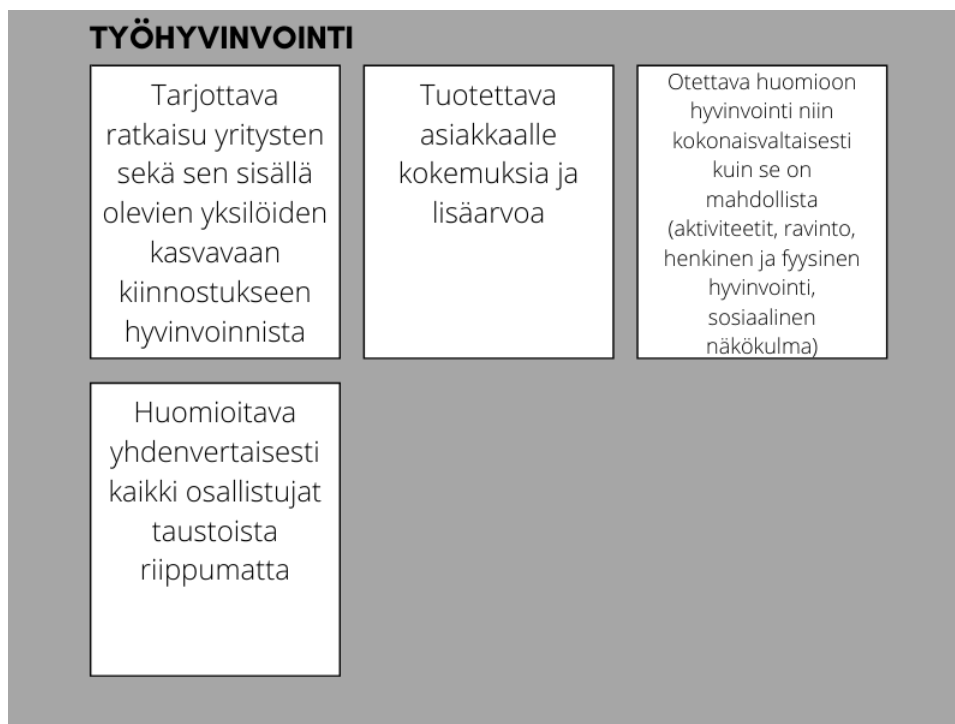 TYÖHYVINVOINTI
Tarjottava
ratkaisu yritysten
sekä sen sisällä
olevien yksilöiden
kasvavaan
kiinnostukseen
hyvinvoinnista
Tuotettava
asiakkaalle
kokemuksia ja
lisäarvoa
Otettava huomioon
hyvinvointi niin
kokonaisvaltaisesti
kuin se on
mahdollista
(aktiviteetit, ravinto,
henkinen ja fyysinen
hyvinvointi,
sosiaalinen
näkökulma)
Huomioitava
yhdenvertaisesti
kaikki osallistujat
taustoista
riippumatta